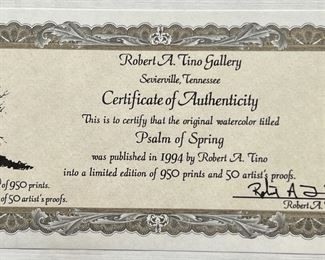 Robert A. Tino Gallery
Sevierville, Tennessee
Certificate of Authenticity
This is to certify that the original watercolor titled
Psalm of Spring
was published in 1994 by Robert A. Tino
into a limited edition of 950 prints and 50 artist's proofs.
of 950 prints.
of 50 artist's proofs.
Robert A.